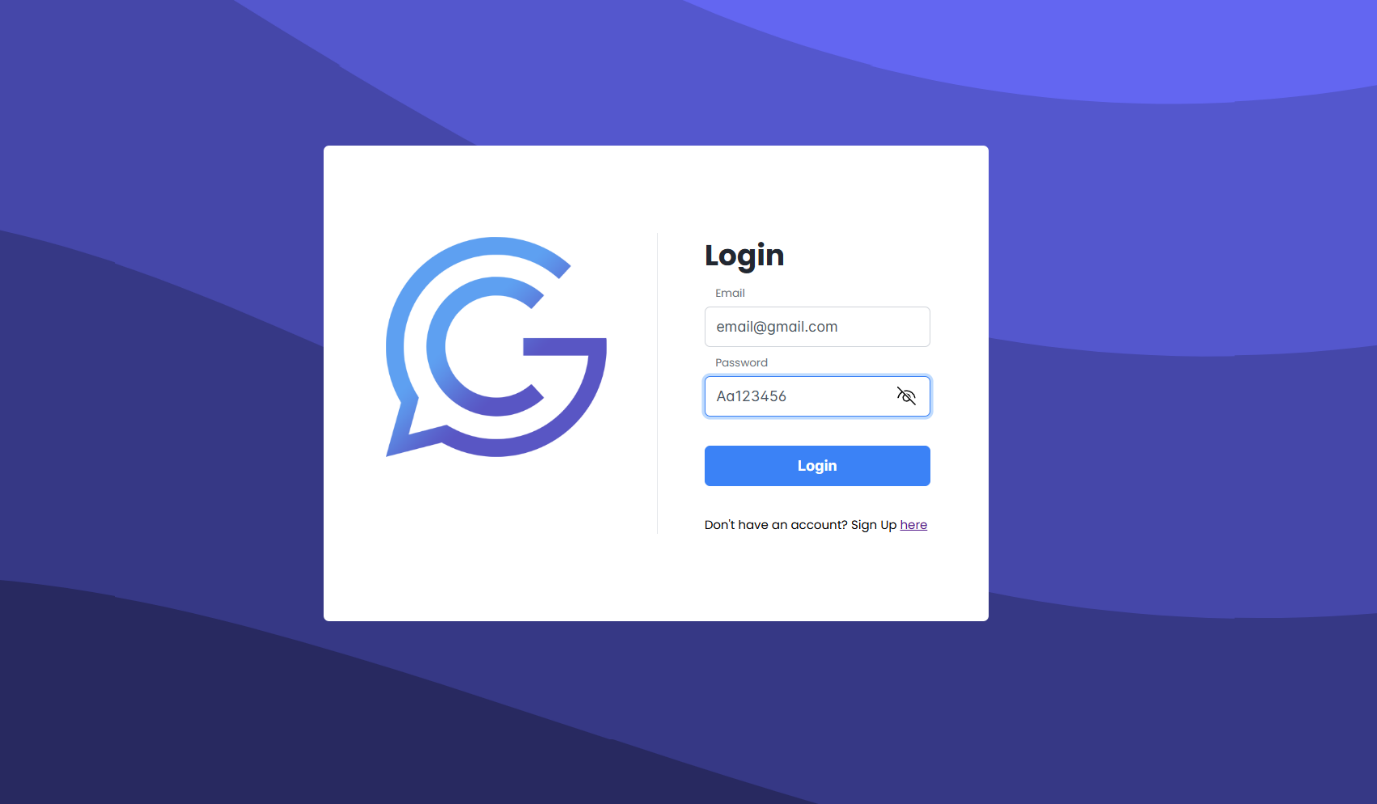 Login
Email
email@gmail.com
Password
Aa123456
Login
Don't have an account? Sign Up here